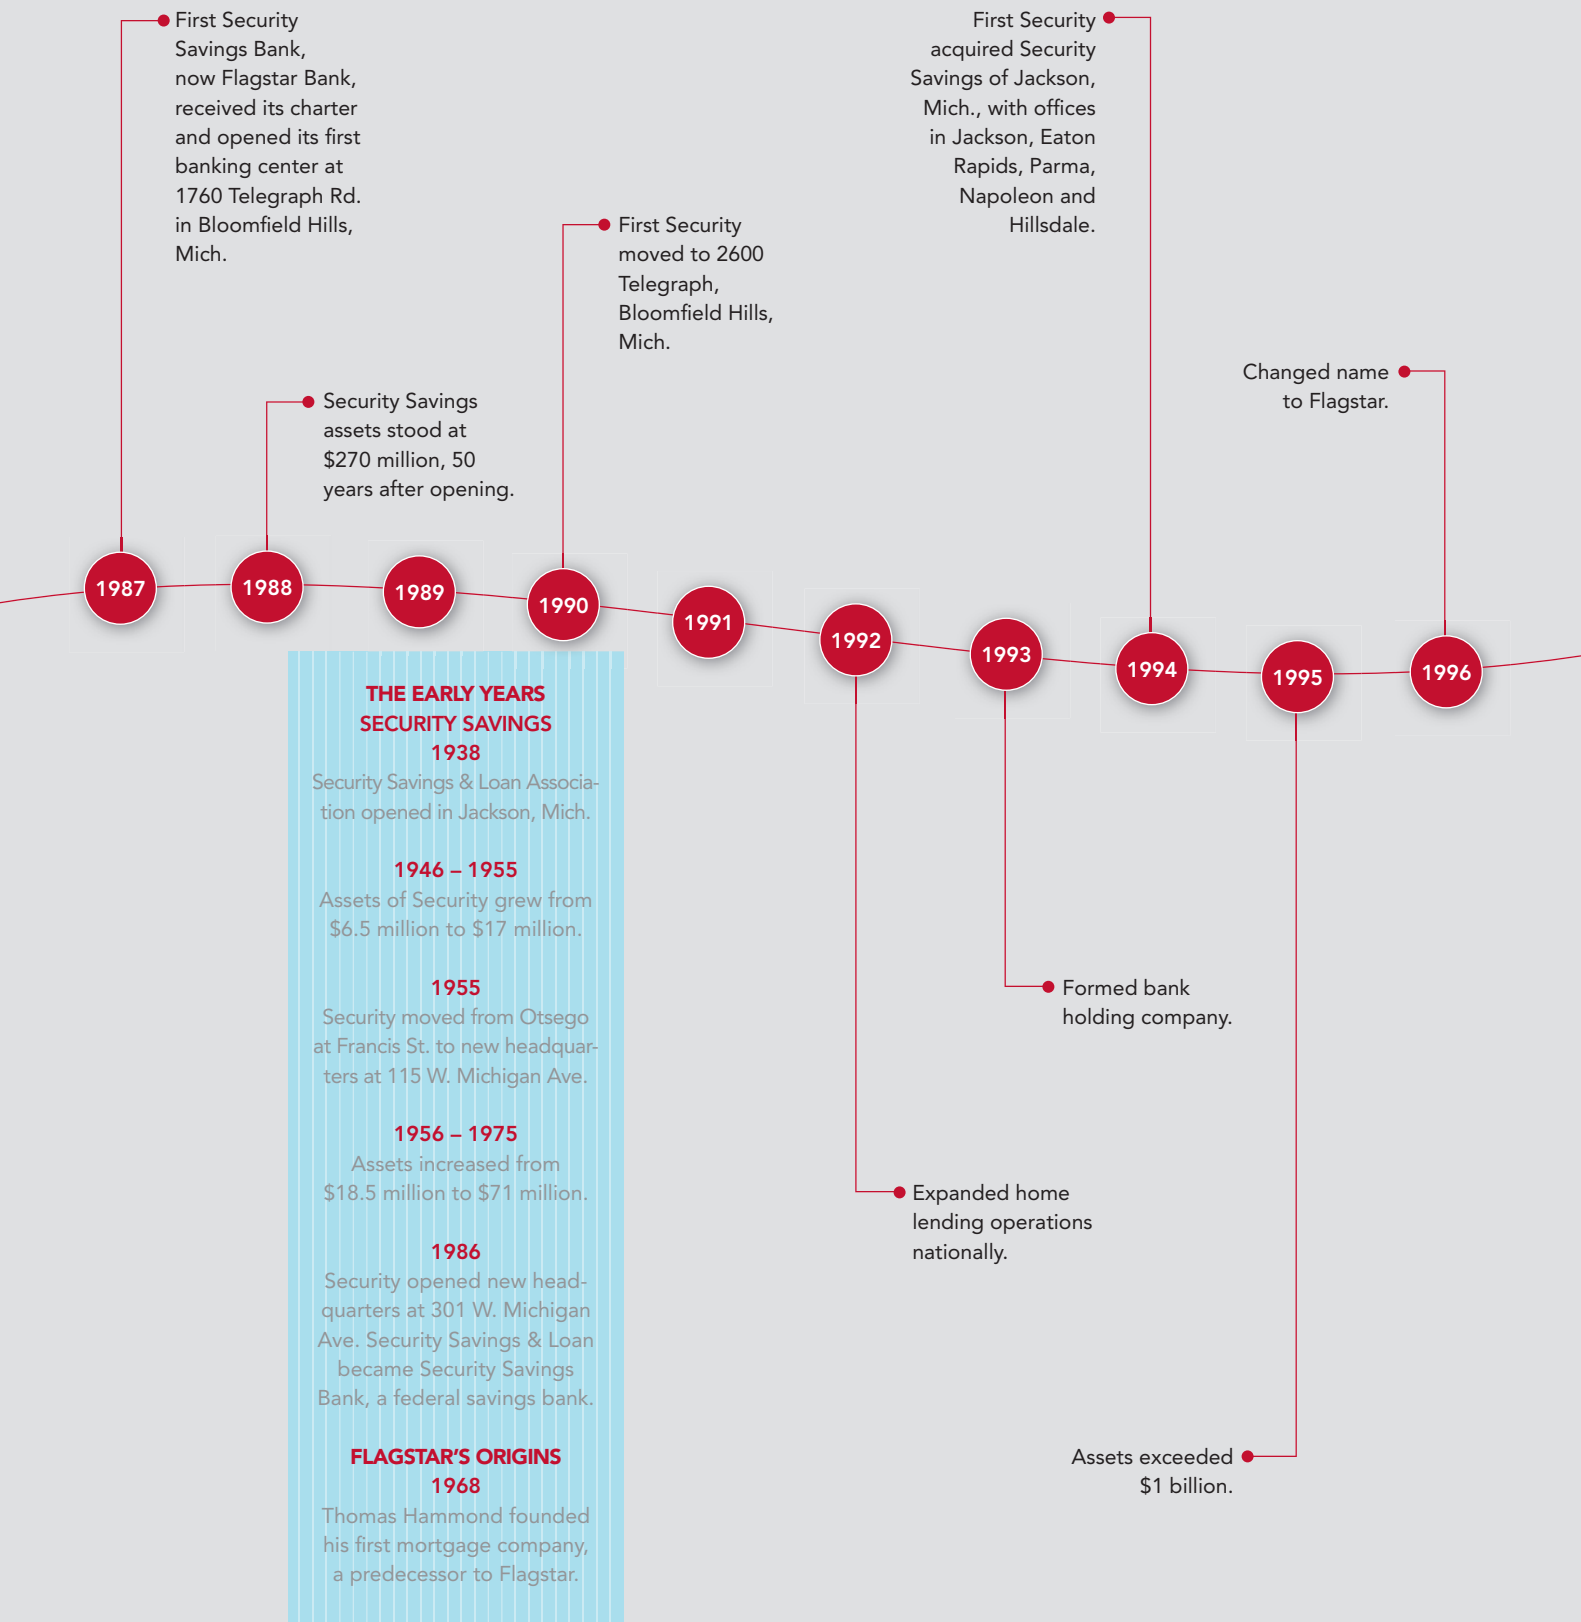 First Security
Savings Bank,
now Flagstar Bank,
received its charter
and opened its first
banking center at
1760 Telegraph Rd.
in Bloomfield Hills,
Mich.
First Security
acquired Security
Savings of Jackson,
Mich., with offices
in Jackson, Eaton
Rapids, Parma,
Napoleon and
Hillsdale.
First Security
moved to 2600
Telegraph,
Bloomfield Hills,
Mich.
Changed name
to Flagstar.
Security Savings
assets stood at
$270 million, 50
years after opening.
1987
1988
1989
1990
1991
1992
1993
1994
1995
1996
THE EARLY YEARS
SECURITY SAVINGS
1938
Security Savings & Loan Associa-
tion opened in Jackson, Mich.
1946 – 1955
Assets of Security grew from
$6.5 million to $17 million.
1955
Security moved from Otsego
at Francis St. to new headquar-
ters at 115 W. Michigan Ave.
1956 – 1975
Assets increased from
$18.5 million to $71 million.
1986
Security opened new head-
quarters at 301 W. Michigan
Ave. Security Savings & Loan
became Security Savings
Bank, a federal savings bank.
FLAGSTAR'S ORIGINS
1968
Thomas Hammond founded
his first mortgage company,
a predecessor to Flagstar.
Formed bank
holding company.
Expanded home
lending operations
nationally.
Assets exceeded
$1 billion.